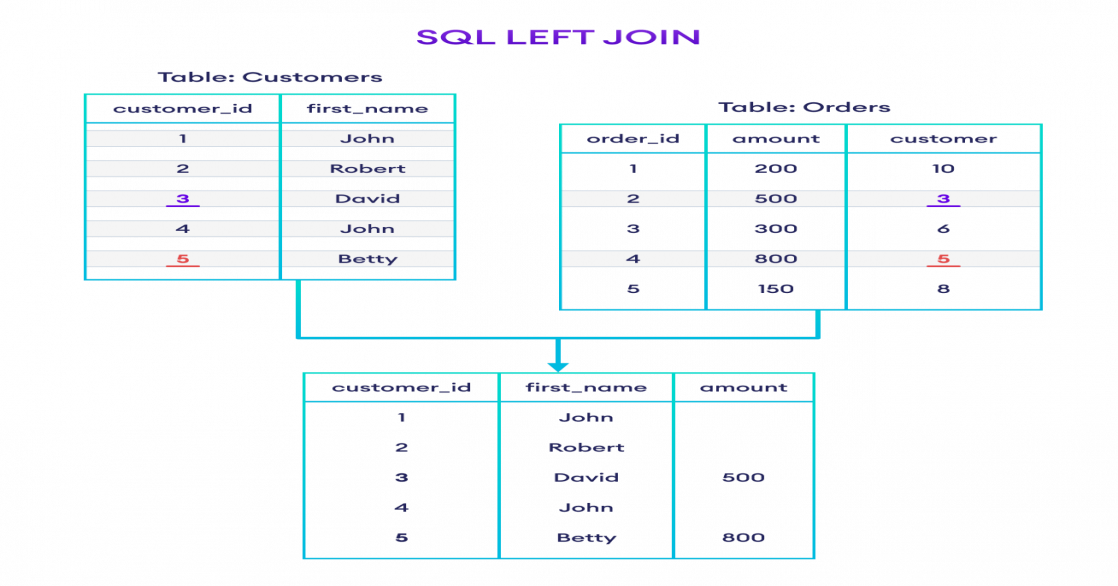 SQL LEFT JOIN
Table: Customers
customer_id first_name
1 John
2 Robert
3 David
4 John
5 Betty
Table: Orders
order_id amount customer
1 200 10
2 500 3
3 300 6
4 800 5
5 150 8
customer_id first_name amount
1 John
2 Robert
3 David 500
4 John
5 Betty 800